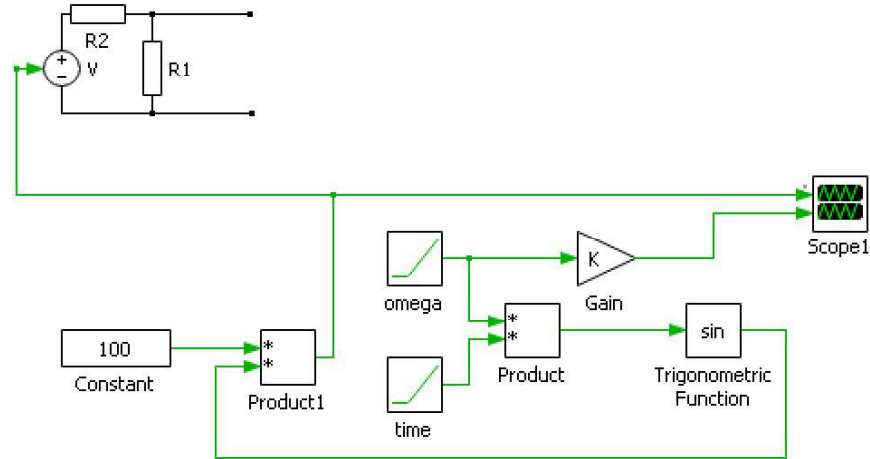 R2
+
−
V
R1
Scope1
K
Gain
omega
100
Constant
*
*
Product1
*
*
Product
sin
Trigonometric
Function
time